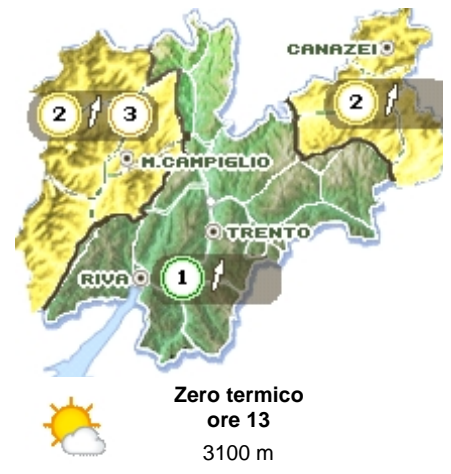 CANAZEI
2 3
2
M.CAMPIGLIO
TRENTO
RIVA 1
Zero termico
ore 13
3100 m